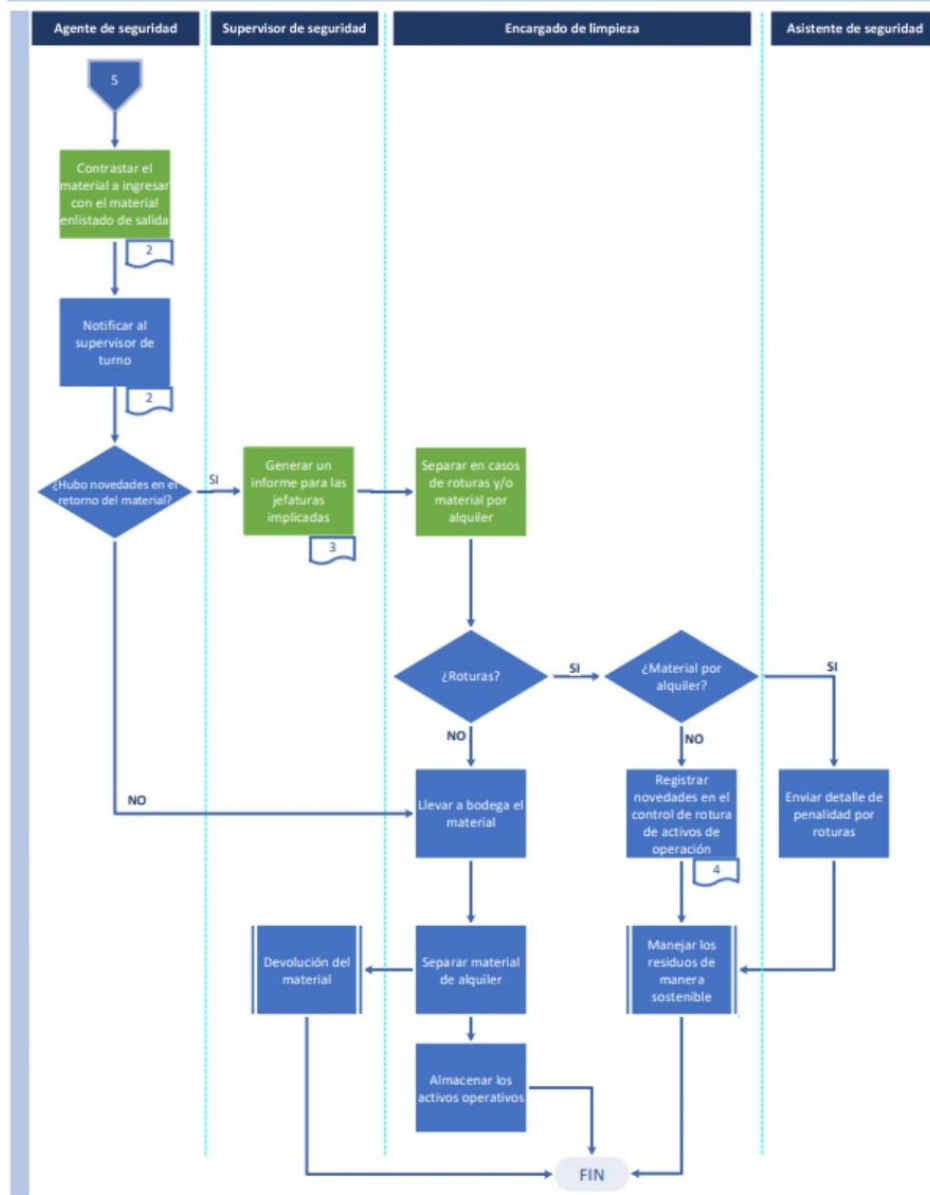 Agente de seguridad
Supervisor de seguridad
Encargado de limpieza
Asistente de seguridad
5
Contrastar el
material a ingresar
con el material
enlistado de salida
2
Notificar al
supervisor de
turno
2
¿Hubo novedades en el
retorno del material?
SI
Generar un
informe para las
jefaturas
implicadas
3
Separar en casos
de roturas y/o
material por
alquiler
¿Roturas?
SI
¿Material por
alquiler?
SI
NO
NO
NO
Llevar a bodega el
material
Registrar
novedades en el
control de rotura
de activos de
operación
4
Enviar detalle de
penalidad por
roturas
Devolución del
material
Separar material
de alquiler
Manejar los
residuos de
manera
sostenible
Almacenar los
activos operativos
FIN